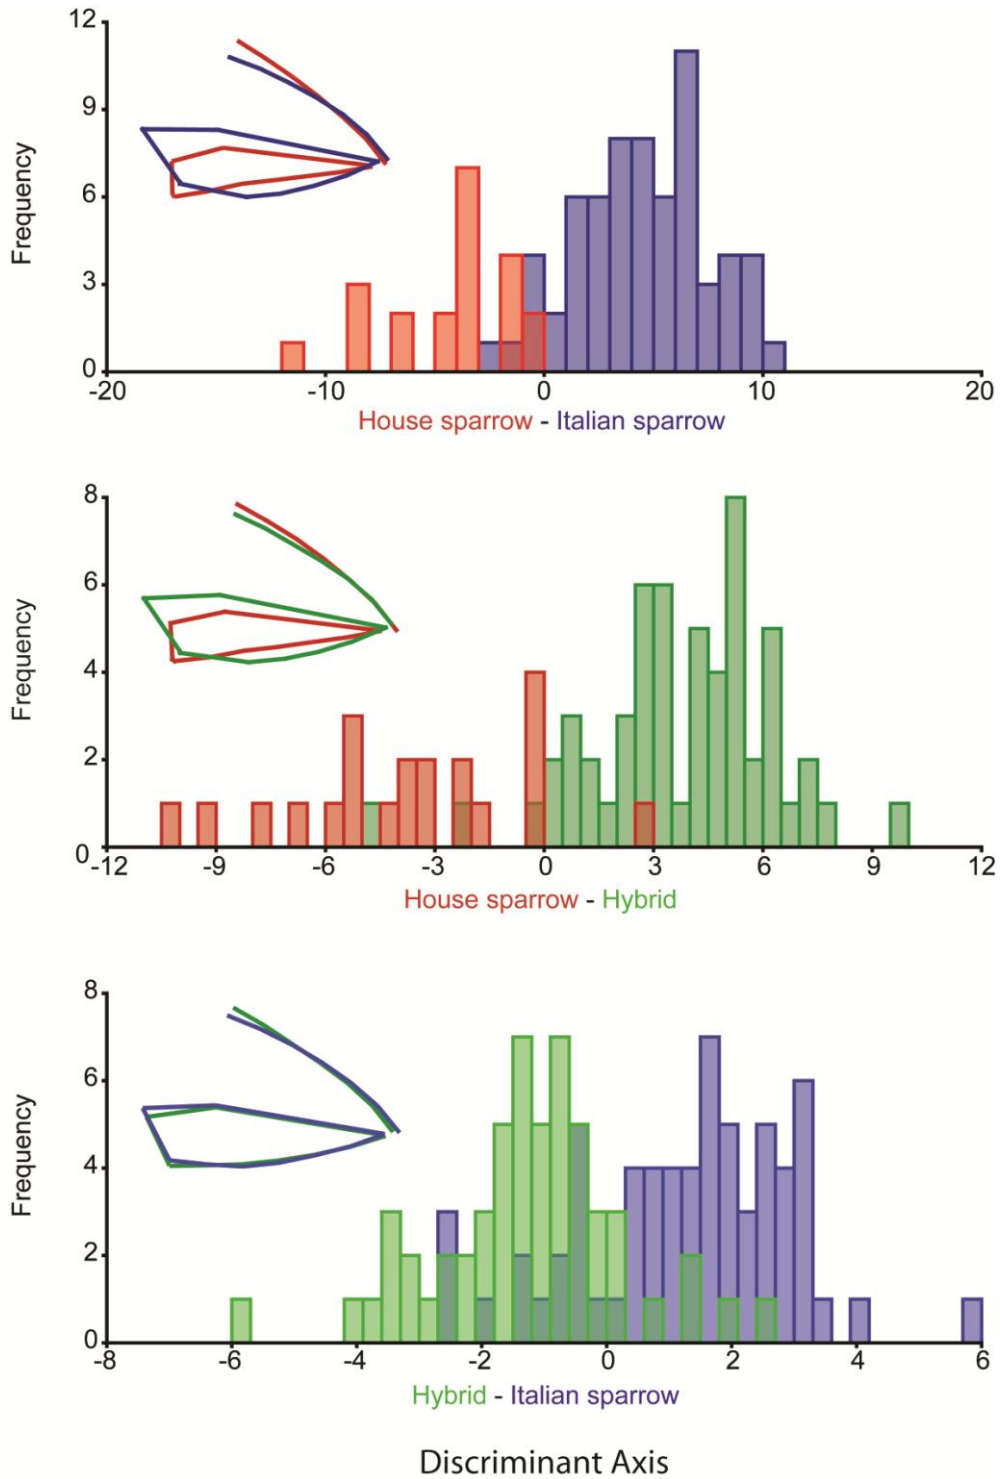 12
9
6
3
0
Frequency
-20 -10 0 10 20
House sparrow - Italian sparrow
8
6
4
2
0
Frequency
-12 -9 -6 -3 0 3 6 9 12
House sparrow - Hybrid
8
6
4
2
0
Frequency
-8 -6 -4 -2 0 2 4 6
Hybrid - Italian sparrow
Discriminant Axis